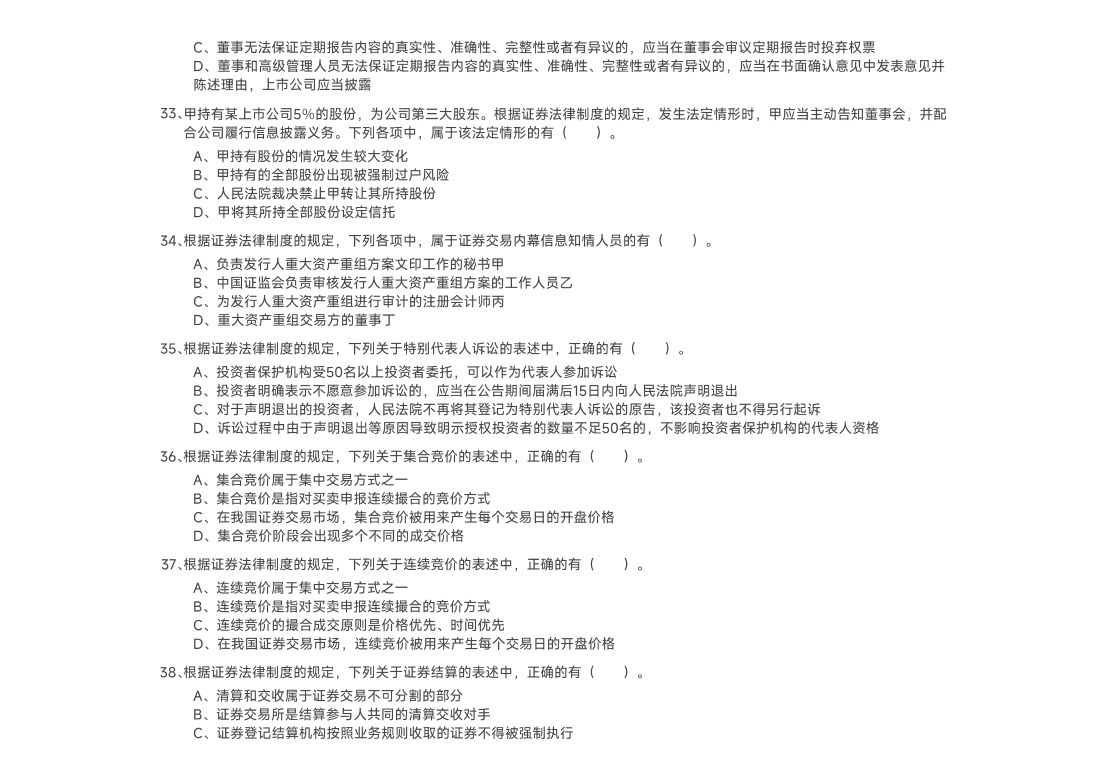 C、董事无法保证定期报告内容的真实性、准确性、完整性或者有异议的，应当在董事会审议定期报告时投弃权票
D、董事和高级管理人员无法保证定期报告内容的真实性、准确性、完整性或者有异议的，应当在书面确认意见中发表意见并
陈述理由，上市公司应当披露
33、甲持有某上市公司5%的股份，为公司第三大股东。根据证券法律制度的规定，发生法定情形时，甲应当主动告知董事会，并配
合公司履行信息披露义务。下列各项中，属于该法定情形的有（　　）。
A、甲持有股份的情况发生较大变化
B、甲持有的全部股份出现被强制过户风险
C、人民法院裁决禁止甲转让其所持股份
D、甲将其所持全部股份设定信托
34、根据证券法律制度的规定，下列各项中，属于证券交易内幕信息知情人员的有（　　）。
A、负责发行人重大资产重组方案文印工作的秘书甲
B、中国证监会负责审核发行人重大资产重组方案的工作人员乙
C、为发行人重大资产重组进行审计的注册会计师丙
D、重大资产重组交易方的董事丁
35、根据证券法律制度的规定，下列关于特别代表人诉讼的表述中，正确的有（　　）。
A、投资者保护机构受50名以上投资者委托，可以作为代表人参加诉讼
B、投资者明确表示不愿意参加诉讼的，应当在公告期间届满后15日内向人民法院声明退出
C、对于声明退出的投资者，人民法院不再将其登记为特别代表人诉讼的原告，该投资者也不得另行起诉
D、诉讼过程中由于声明退出等原因导致明示授权投资者的数量不足50名的，不影响投资者保护机构的代表人资格
36、根据证券法律制度的规定，下列关于集合竞价的表述中，正确的有（　　）。
A、集合竞价属于集中交易方式之一
B、集合竞价是指对买卖申报连续撮合的竞价方式
C、在我国证券交易市场，集合竞价被用来产生每个交易日的开盘价格
D、集合竞价阶段会出现多个不同的成交价格
37、根据证券法律制度的规定，下列关于连续竞价的表述中，正确的有（　　）。
A、连续竞价属于集中交易方式之一
B、连续竞价是指对买卖申报连续撮合的竞价方式
C、连续竞价的撮合成交原则是价格优先、时间优先
D、在我国证券交易市场，连续竞价被用来产生每个交易日的开盘价格
38、根据证券法律制度的规定，下列关于证券结算的表述中，正确的有（　　）。
A、清算和交收属于证券交易不可分割的部分
B、证券交易所是结算参与人共同的清算交收对手
C、证券登记结算机构按照业务规则收取的证券不得被强制执行